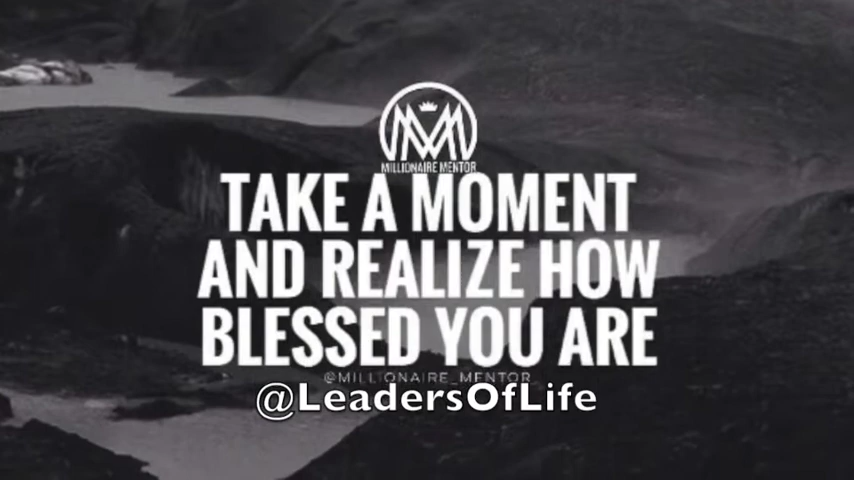 MILLIONAIRE MENTOR
TAKE A MOMENT
AND REALIZE HOW
BLESSED YOU ARE
@MILLIONAIRE_MENTOR
@LeadersOfLife